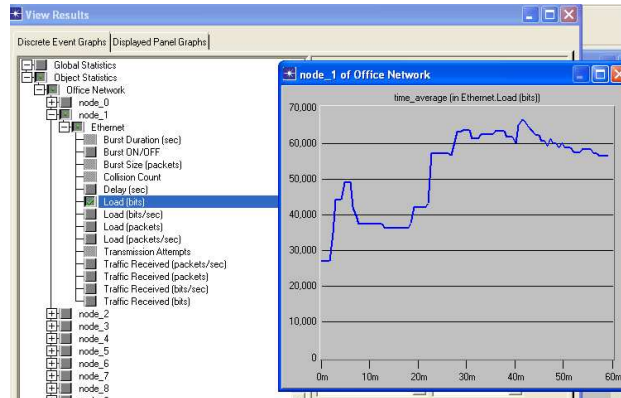 View Results
Discrete Event Graphs Displayed Panel Graphs
Global Statistics
Object Statistics
Office Network
node_0
node_1
Ethernet
Burst Duration (sec)
Burst ON/OFF
Burst Size (packets)
Collision Count
Delay (sec)
Load (bits)
Load (bits/sec)
Load (packets)
Load (packets/sec)
Transmission Attempts
Traffic Received (packets/sec)
Traffic Received (packets)
Traffic Received (bits/sec)
Traffic Received (bits)
node_2
node_3
node_4
node_5
node_6
node_7
node_8
node_1 of Office Network
time_average (in Ethernet.Load (bits))
70,000
60,000
50,000
40,000
30,000
20,000
10,000
0
0m 10m 20m 30m 40m 50m 60m